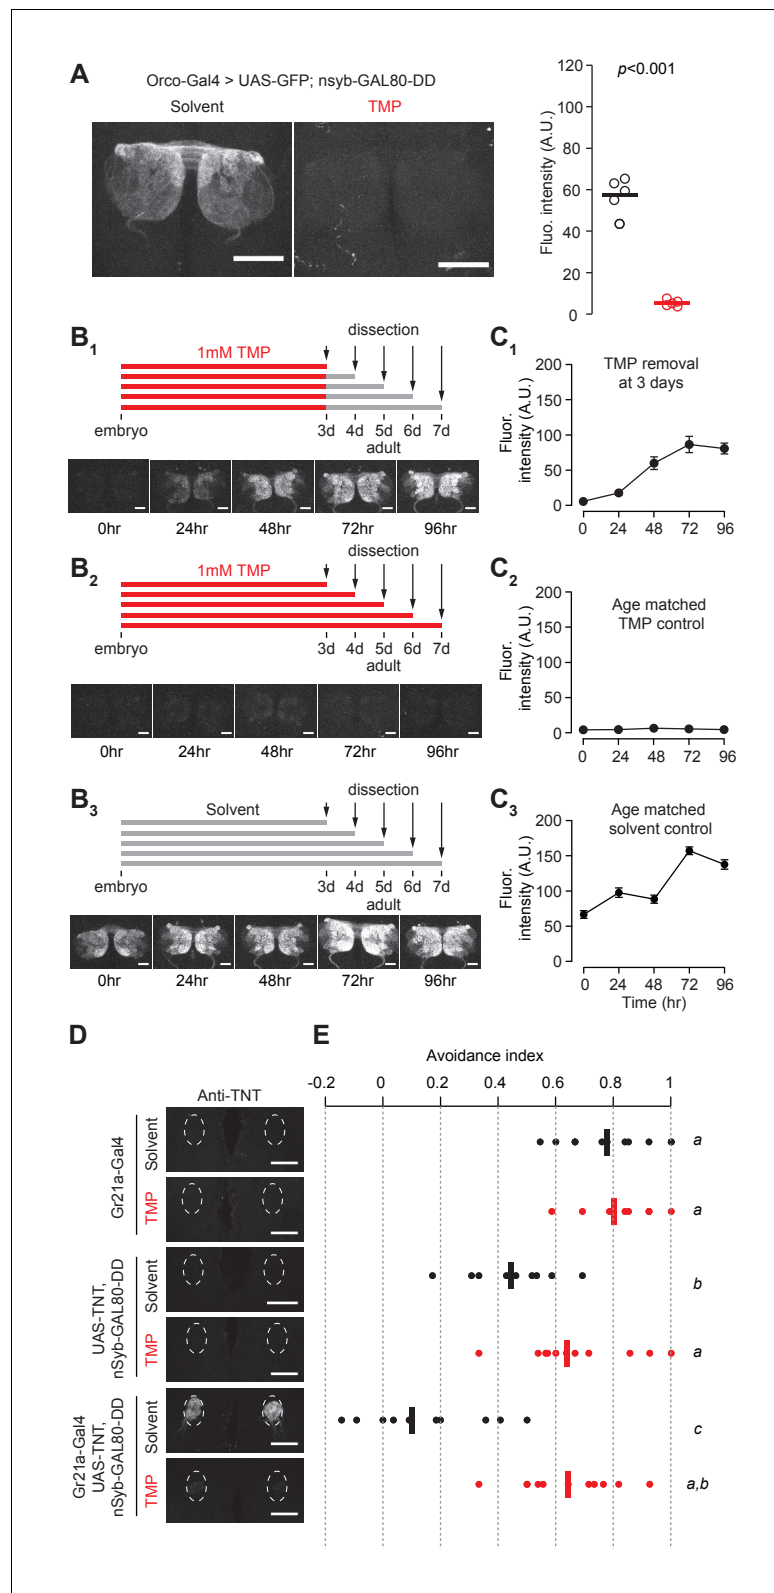 A
Orco-Gal4 > UAS-GFP; nsyb-GAL80-DD
Solvent
TMP
Fluo. intensity (A.U.)
120
100
80
60
40
20
0
p<0.001
B1
1mM TMP
dissection
embryo
3d 4d 5d 6d 7d
adult
0hr 24hr 48hr 72hr 96hr
C1
TMP removal
at 3 days
Fluor.
intensity (A.U.)
200
150
100
50
0
0 24 48 72 96
B2
1mM TMP
dissection
embryo
3d 4d 5d 6d 7d
adult
0hr 24hr 48hr 72hr 96hr
C2
Age matched
TMP control
Fluor.
intensity (A.U.)
200
150
100
50
0
0 24 48 72 96
B3
Solvent
dissection
embryo
3d 4d 5d 6d 7d
adult
0hr 24hr 48hr 72hr 96hr
C3
Age matched
solvent control
Fluor.
intensity (A.U.)
200
150
100
50
0
0 24 48 72 96
Time (hr)
D
Anti-TNT
Gr21a-Gal4
Solvent
TMP
UAS-TNT,
nSyb-GAL80-DD
Solvent
TMP
Gr21a-Gal4
UAS-TNT,
nSyb-GAL80-DD
Solvent
TMP
E
Avoidance index
-0.2 0 0.2 0.4 0.6 0.8 1
a
a
b
a
c
a,b